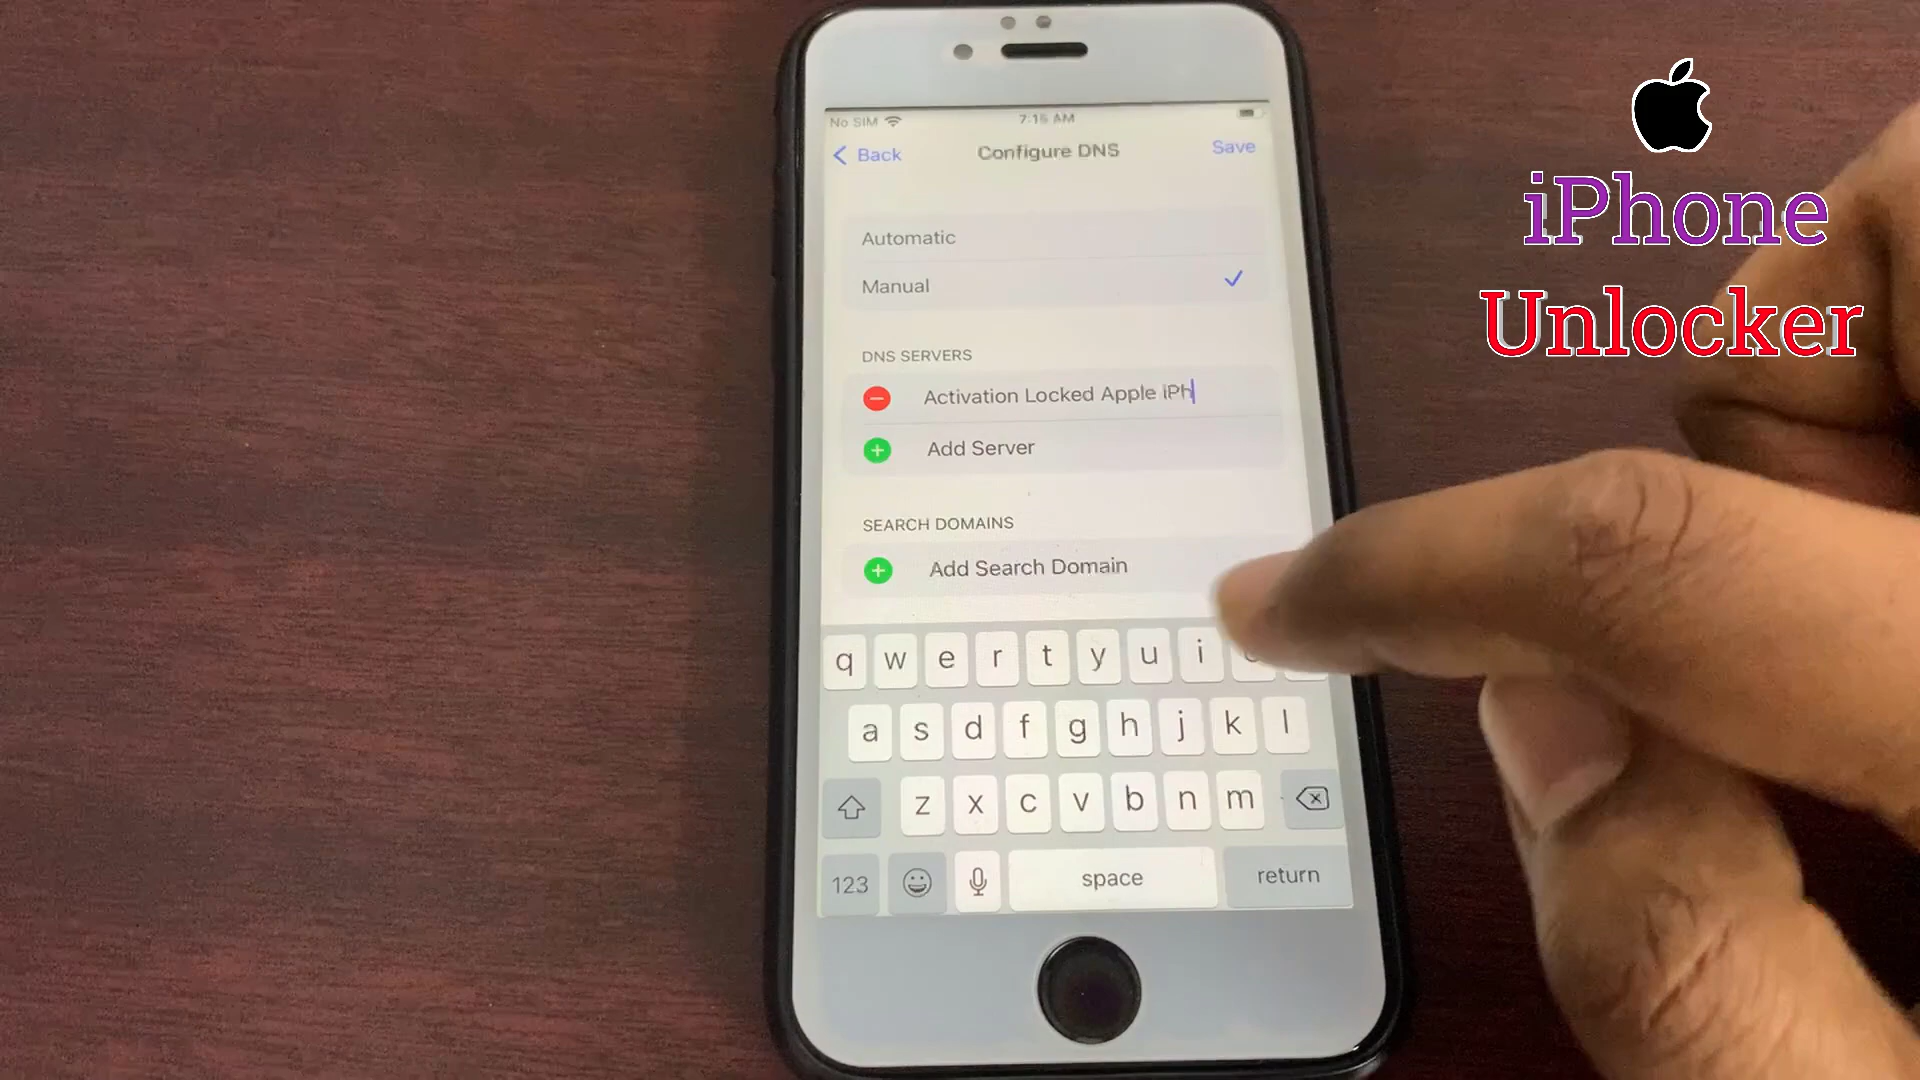 No SIM 7:15 AM
Back Configure DNS Save
Automatic
Manual
DNS SERVERS
Activation Locked Apple iPh
Add Server
SEARCH DOMAINS
Add Search Domain
q w e r t y u i
a s d f g h j k l
z x c v b n m
123 space return
iPhone
Unlocker